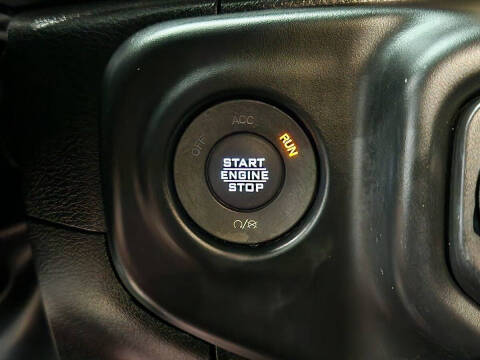 ACC
OFF
RUN
START
ENGINE
STOP